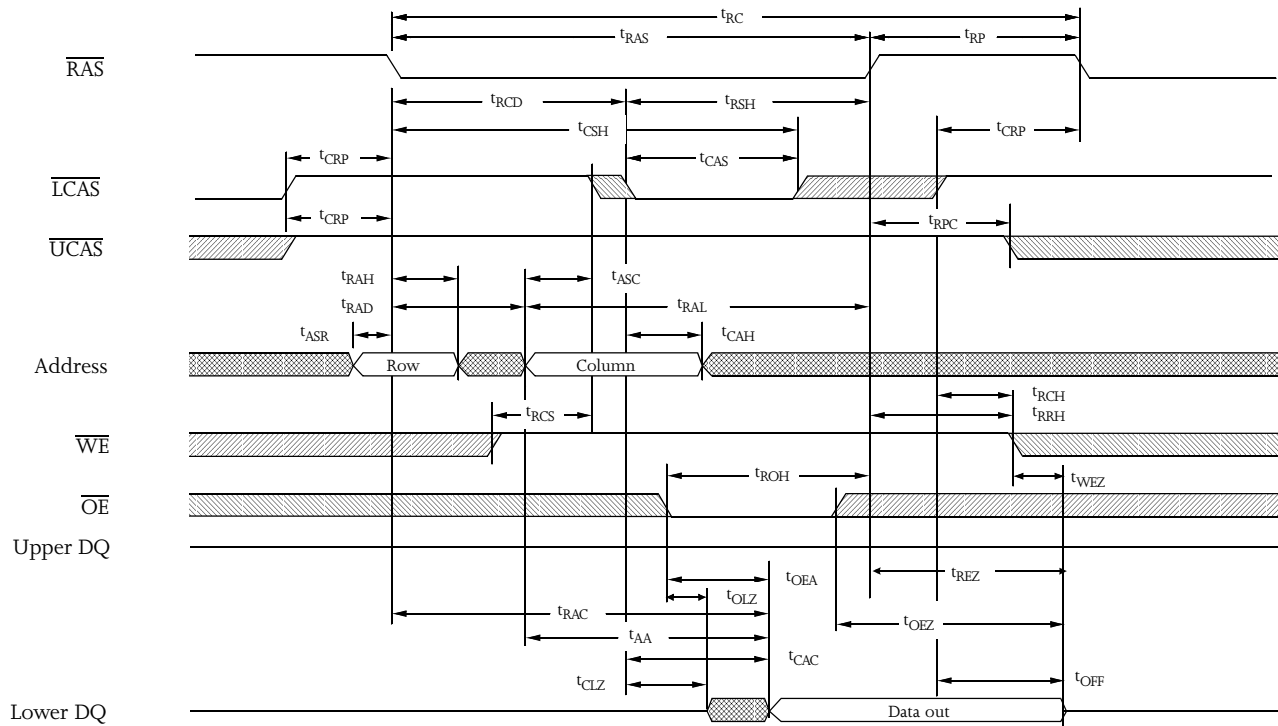 tRC
tRAS
tRP
RAS
tRCD
tRSH
tCSH
tCRP
tCRP
tCAS
LCAS
tCRP
tRPC
UCAS
tRAH
tASC
tRAD
tRAL
tASR
tCAH
Address
Row
Column
tRCH
tRCS
tRRH
WE
tROH
tWEZ
OE
Upper DQ
tREZ
tOEA
tOLZ
tRAC
tOEZ
tAA
tCAC
tCLZ
tOFF
Lower DQ
Data out